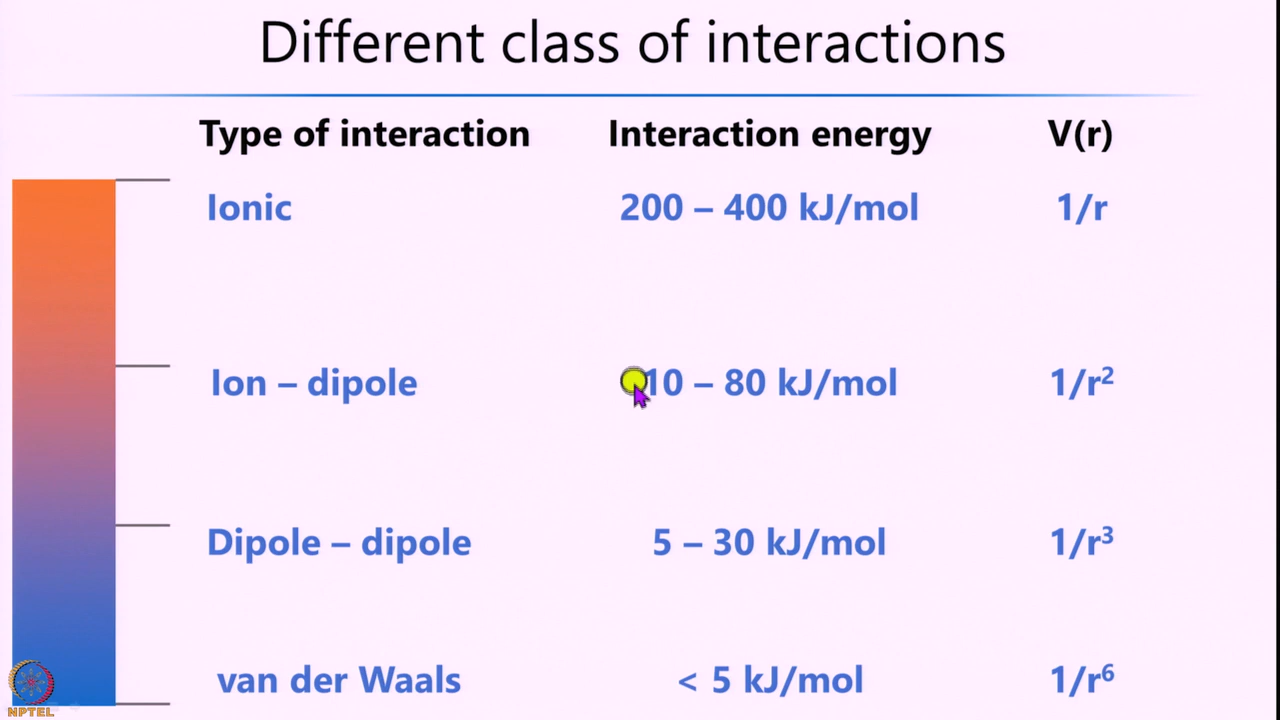 Different class of interactions
Type of interaction Interaction energy V(r)
Ionic 200 – 400 kJ/mol 1/r
Ion – dipole 10 – 80 kJ/mol 1/r²
Dipole – dipole 5 – 30 kJ/mol 1/r³
van der Waals < 5 kJ/mol 1/r⁶
NPTEL